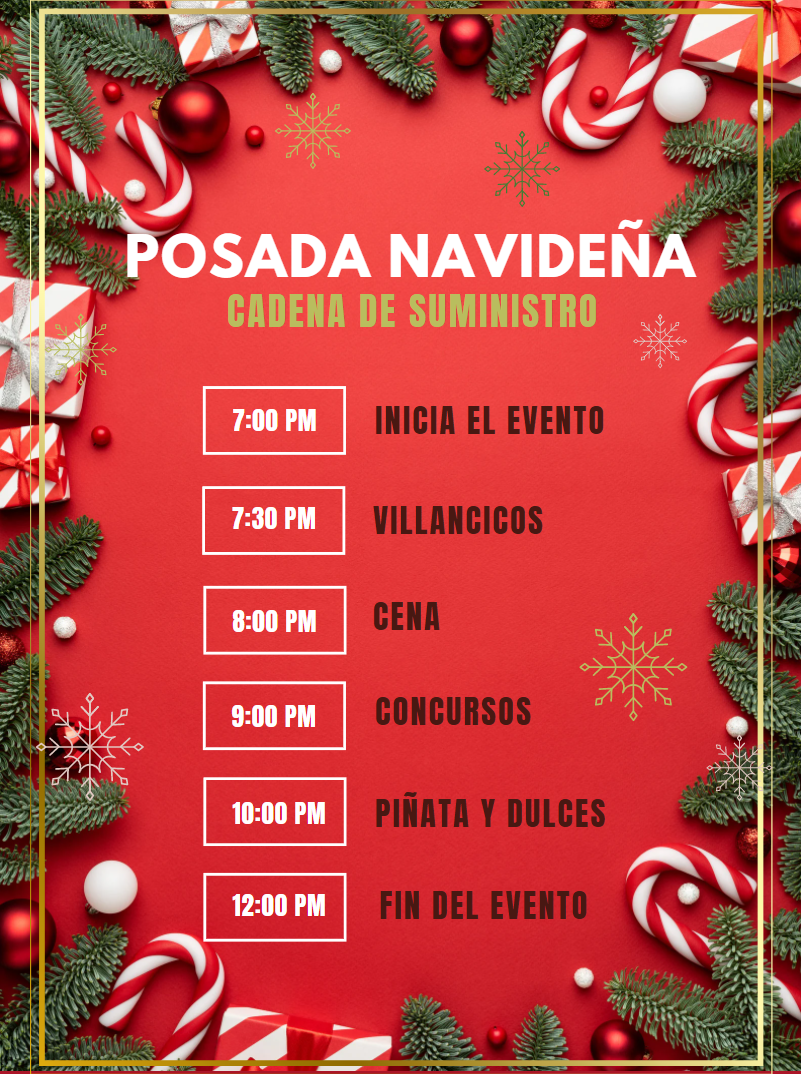 POSADA NAVIDEÑA
CADENA DE SUMINISTRO
7:00 PM INICIA EL EVENTO
7:30 PM VILLANCICOS
8:00 PM CENA
9:00 PM CONCURSOS
10:00 PM PIÑATA Y DULCES
12:00 PM FIN DEL EVENTO